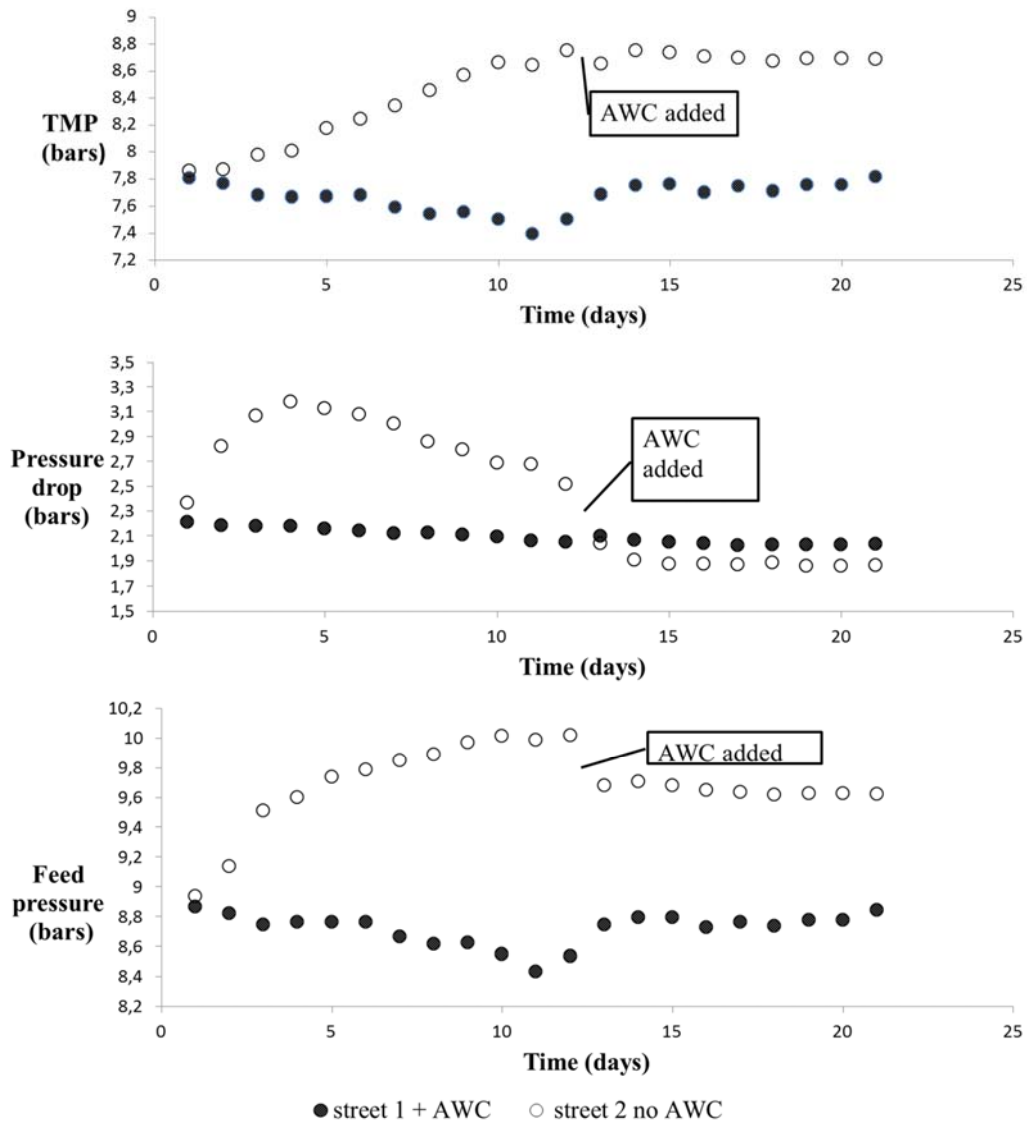 9
8,8
8,6
8,4
8,2
8
7,8
7,6
7,4
7,2
TMP
(bars)
AWC added
0 5 10 15 20 25
Time (days)
3,5
3,3
3,1
2,9
2,7
2,5
2,3
2,1
1,9
1,7
1,5
Pressure
drop
(bars)
AWC
added
0 5 10 15 20 25
Time (days)
10,2
10
9,8
9,6
9,4
9,2
9
8,8
8,6
8,4
8,2
Feed
pressure
(bars)
AWC added
0 5 10 15 20 25
Time (days)
street 1 + AWC street 2 no AWC